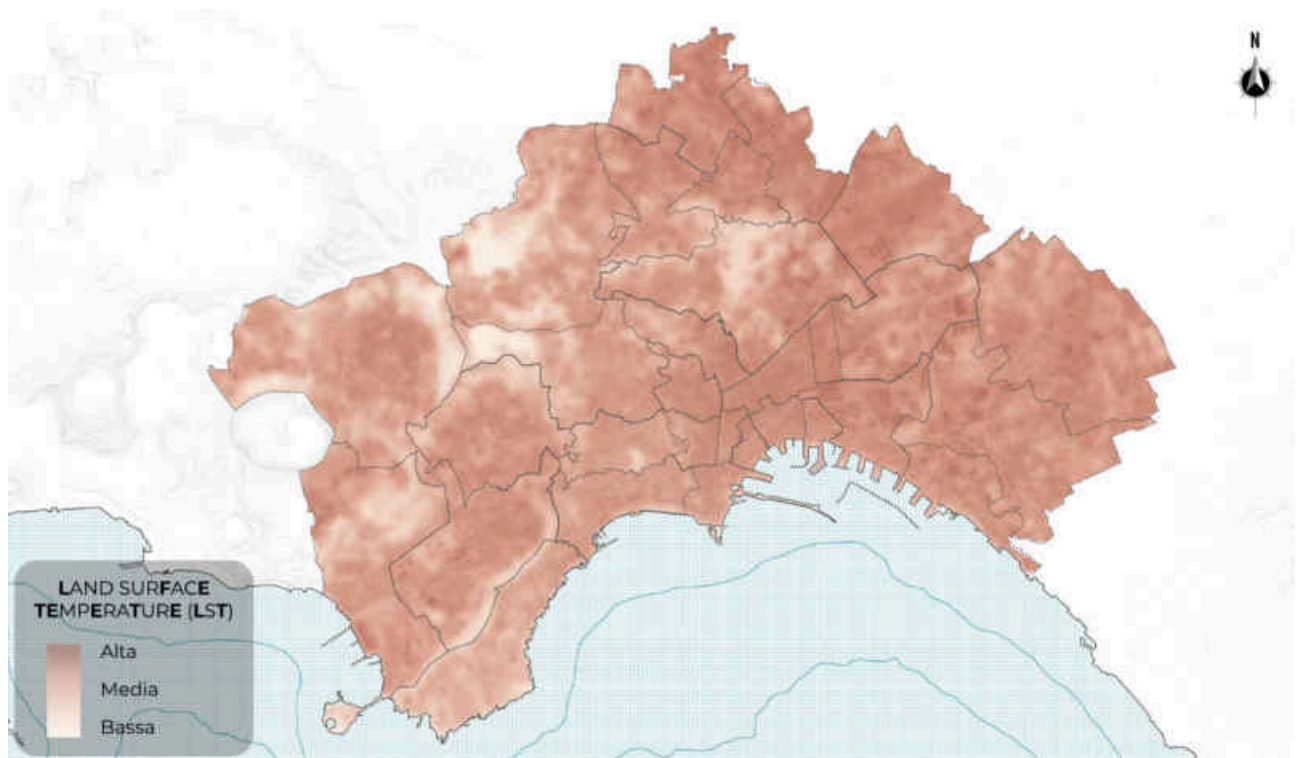 N
LAND SURFACE
TEMPERATURE (LST)
Alta
Media
Bassa